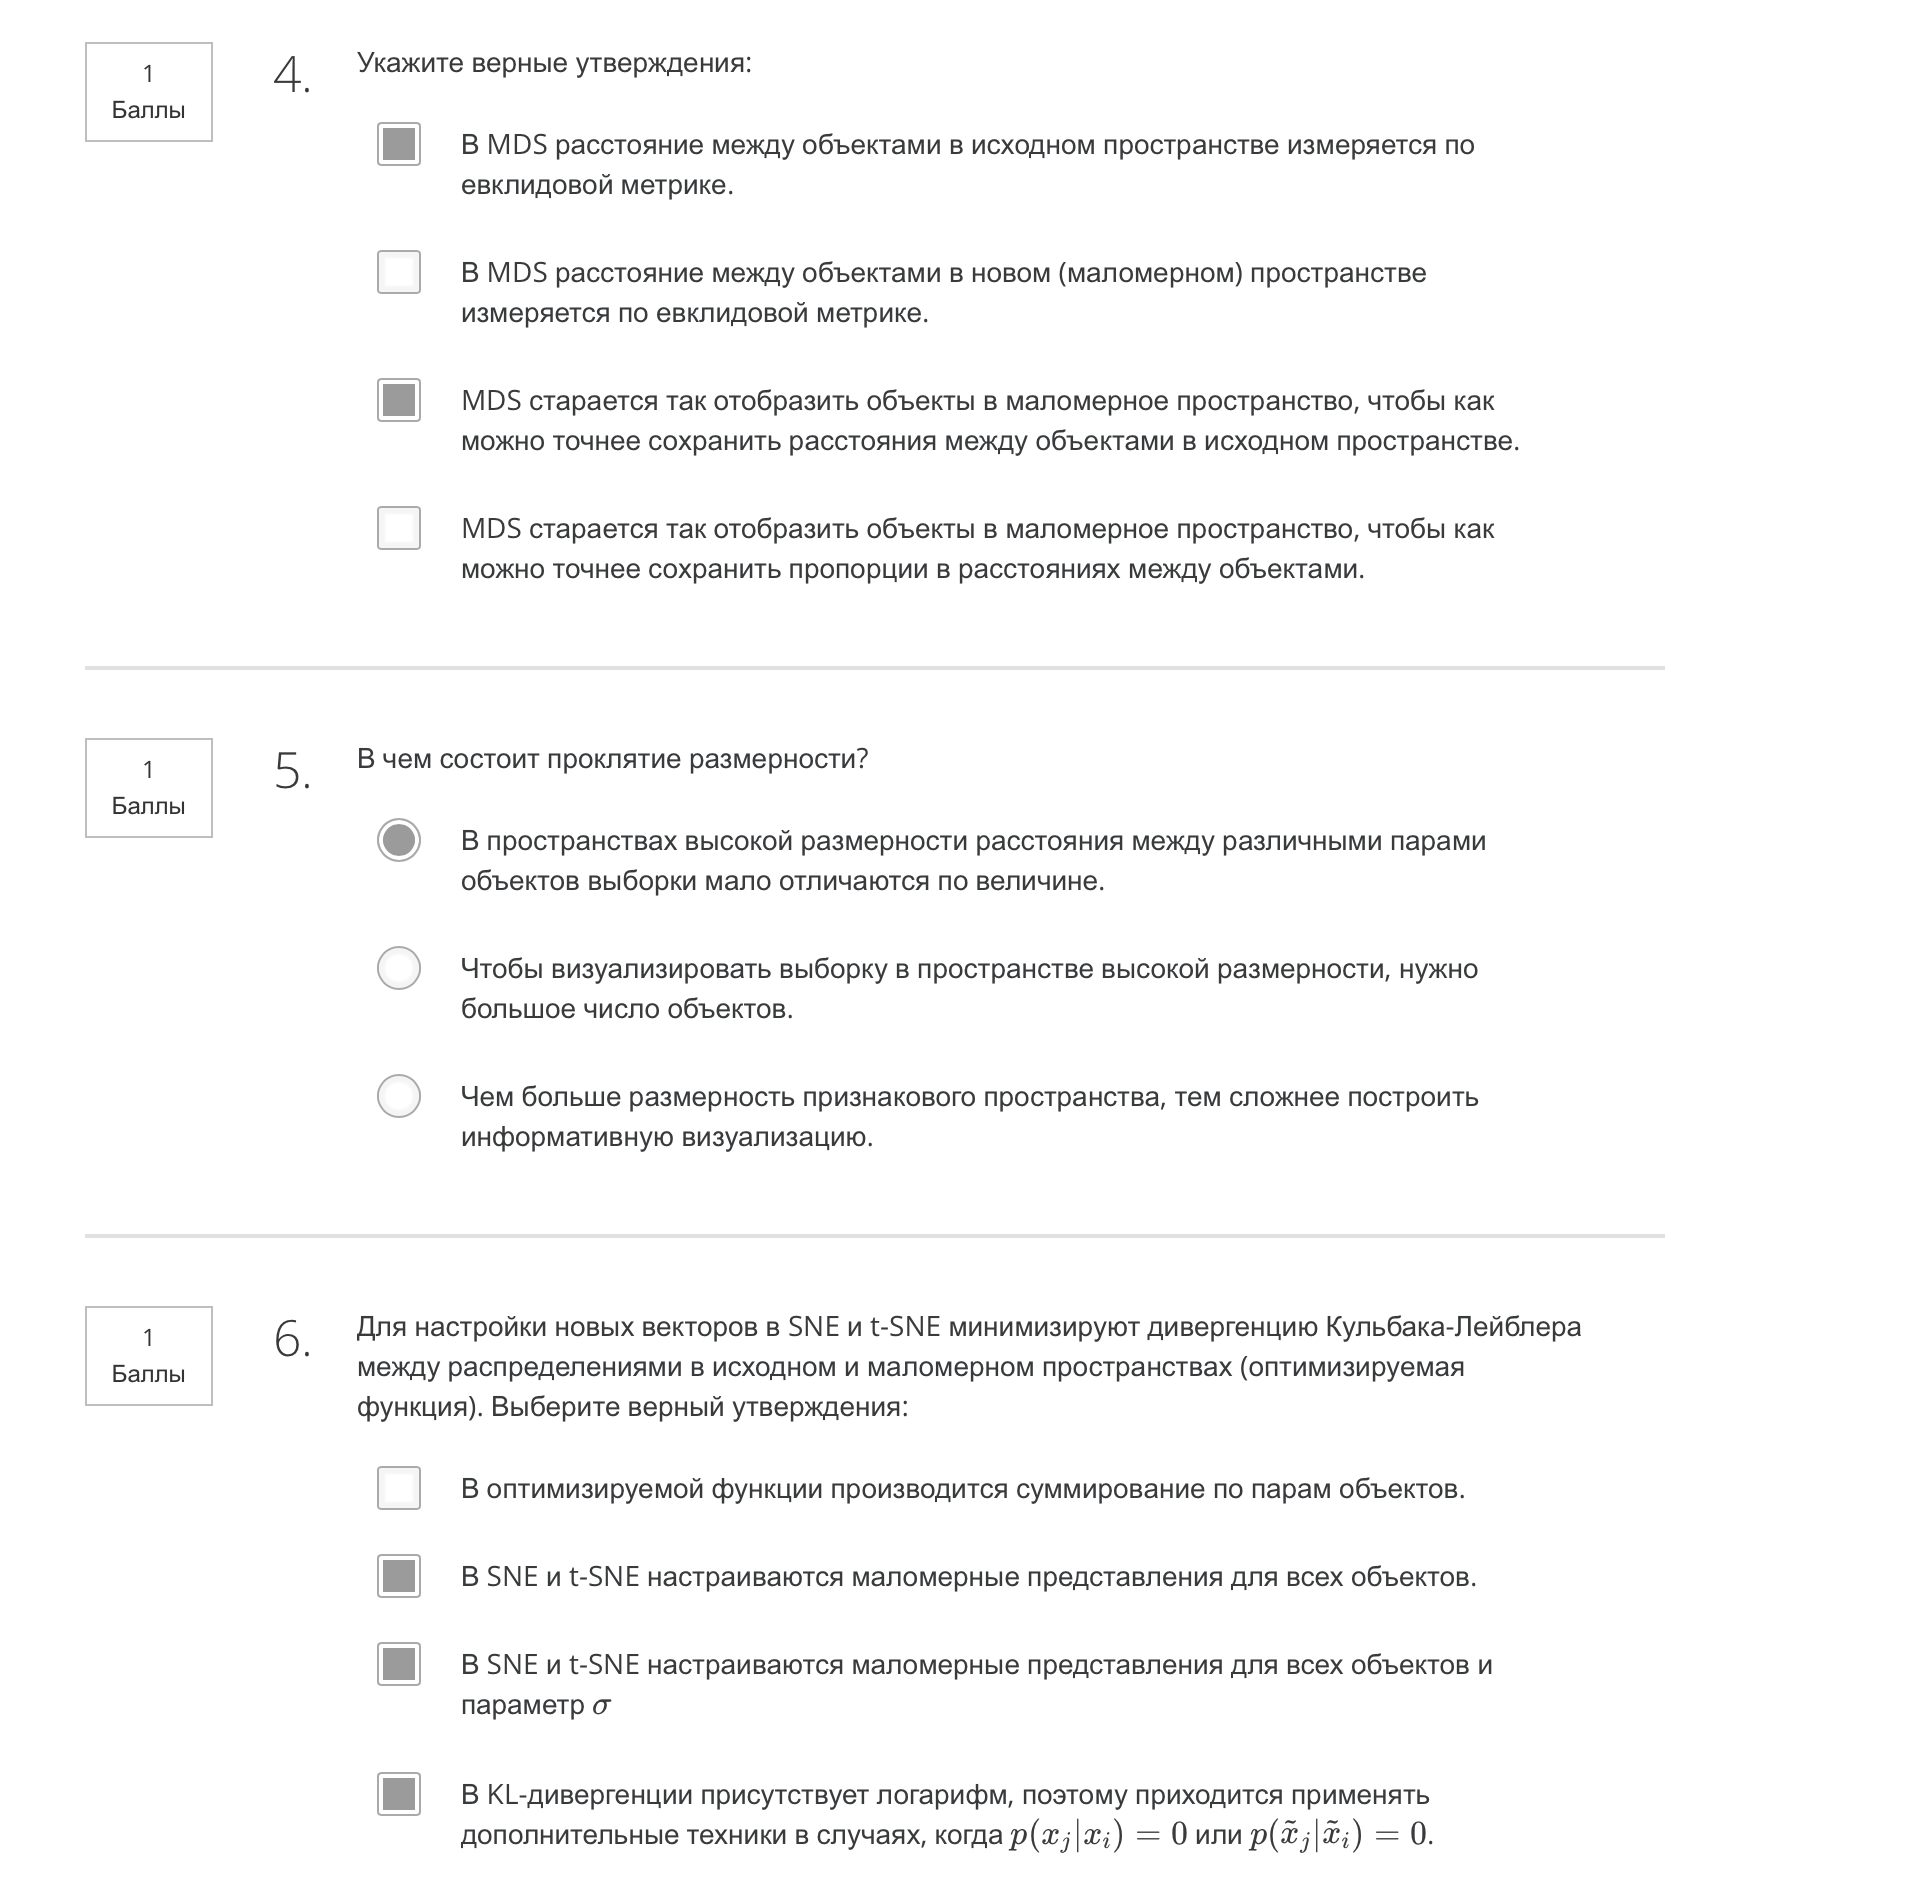 1
Баллы
4.
Укажите верные утверждения:
В MDS расстояние между объектами в исходном пространстве измеряется по
евклидовой метрике.
В MDS расстояние между объектами в новом (маломерном) пространстве
измеряется по евклидовой метрике.
MDS старается так отобразить объекты в маломерное пространство, чтобы как
можно точнее сохранить расстояния между объектами в исходном пространстве.
MDS старается так отобразить объекты в маломерное пространство, чтобы как
можно точнее сохранить пропорции в расстояниях между объектами.
1
Баллы
5.
В чем состоит проклятие размерности?
В пространствах высокой размерности расстояния между различными парами
объектов выборки мало отличаются по величине.
Чтобы визуализировать выборку в пространстве высокой размерности, нужно
большое число объектов.
Чем больше размерность признакового пространства, тем сложнее построить
информативную визуализацию.
1
Баллы
6.
Для настройки новых векторов в SNE и t-SNE минимизируют дивергенцию Кульбака-Лейблера
между распределениями в исходном и маломерном пространствах (оптимизируемая
функция). Выберите верный утверждения:
В оптимизируемой функции производится суммирование по парам объектов.
В SNE и t-SNE настраиваются маломерные представления для всех объектов.
В SNE и t-SNE настраиваются маломерные представления для всех объектов и
параметр σ
В KL-дивергенции присутствует логарифм, поэтому приходится применять
дополнительные техники в случаях, когда p(x_j|x_i) = 0 или p(x̃_j|x̃_i) = 0.